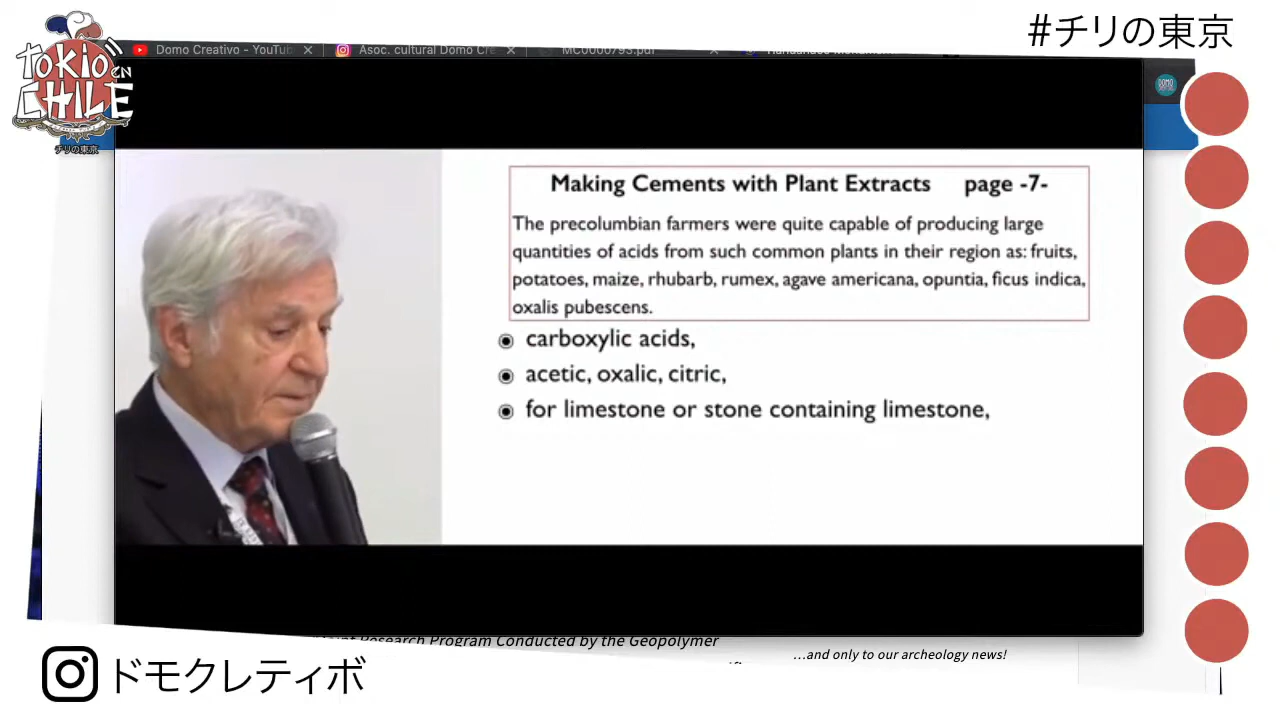 #チリの東京
TOKIO
EN
CHILE
チリの東京
Domo Creativo - YouTub
Asoc. cultural Domo Cre
MC0000793.pdf
DOMO
Making Cements with Plant Extracts page -7-
The precolumbian farmers were quite capable of producing large
quantities of acids from such common plants in their region as: fruits,
potatoes, maize, rhubarb, rumex, agave americana, opuntia, ficus indica,
oxalis pubescens.
carboxylic acids,
acetic, oxalic, citric,
for limestone or stone containing limestone,
Research Program Conducted by the Geopolymer
...and only to our archeology news!
ドモクレティボ